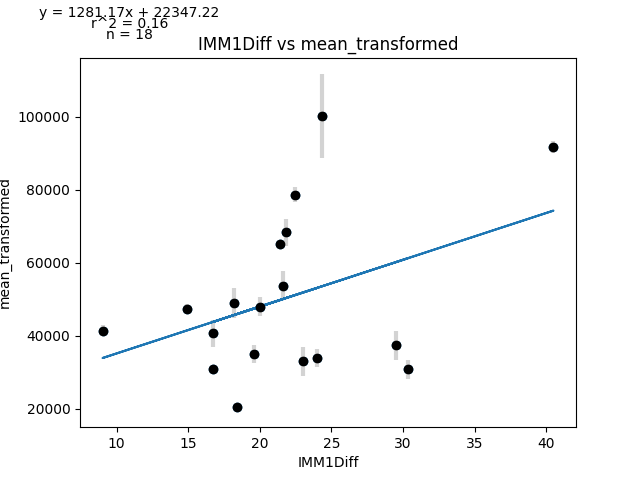 y = 1281.17x + 22347.22
r^2 = 0.16
n = 18
IMM1Diff vs mean_transformed
100000
80000
60000
40000
20000
mean_transformed
10 15 20 25 30 35 40
IMM1Diff